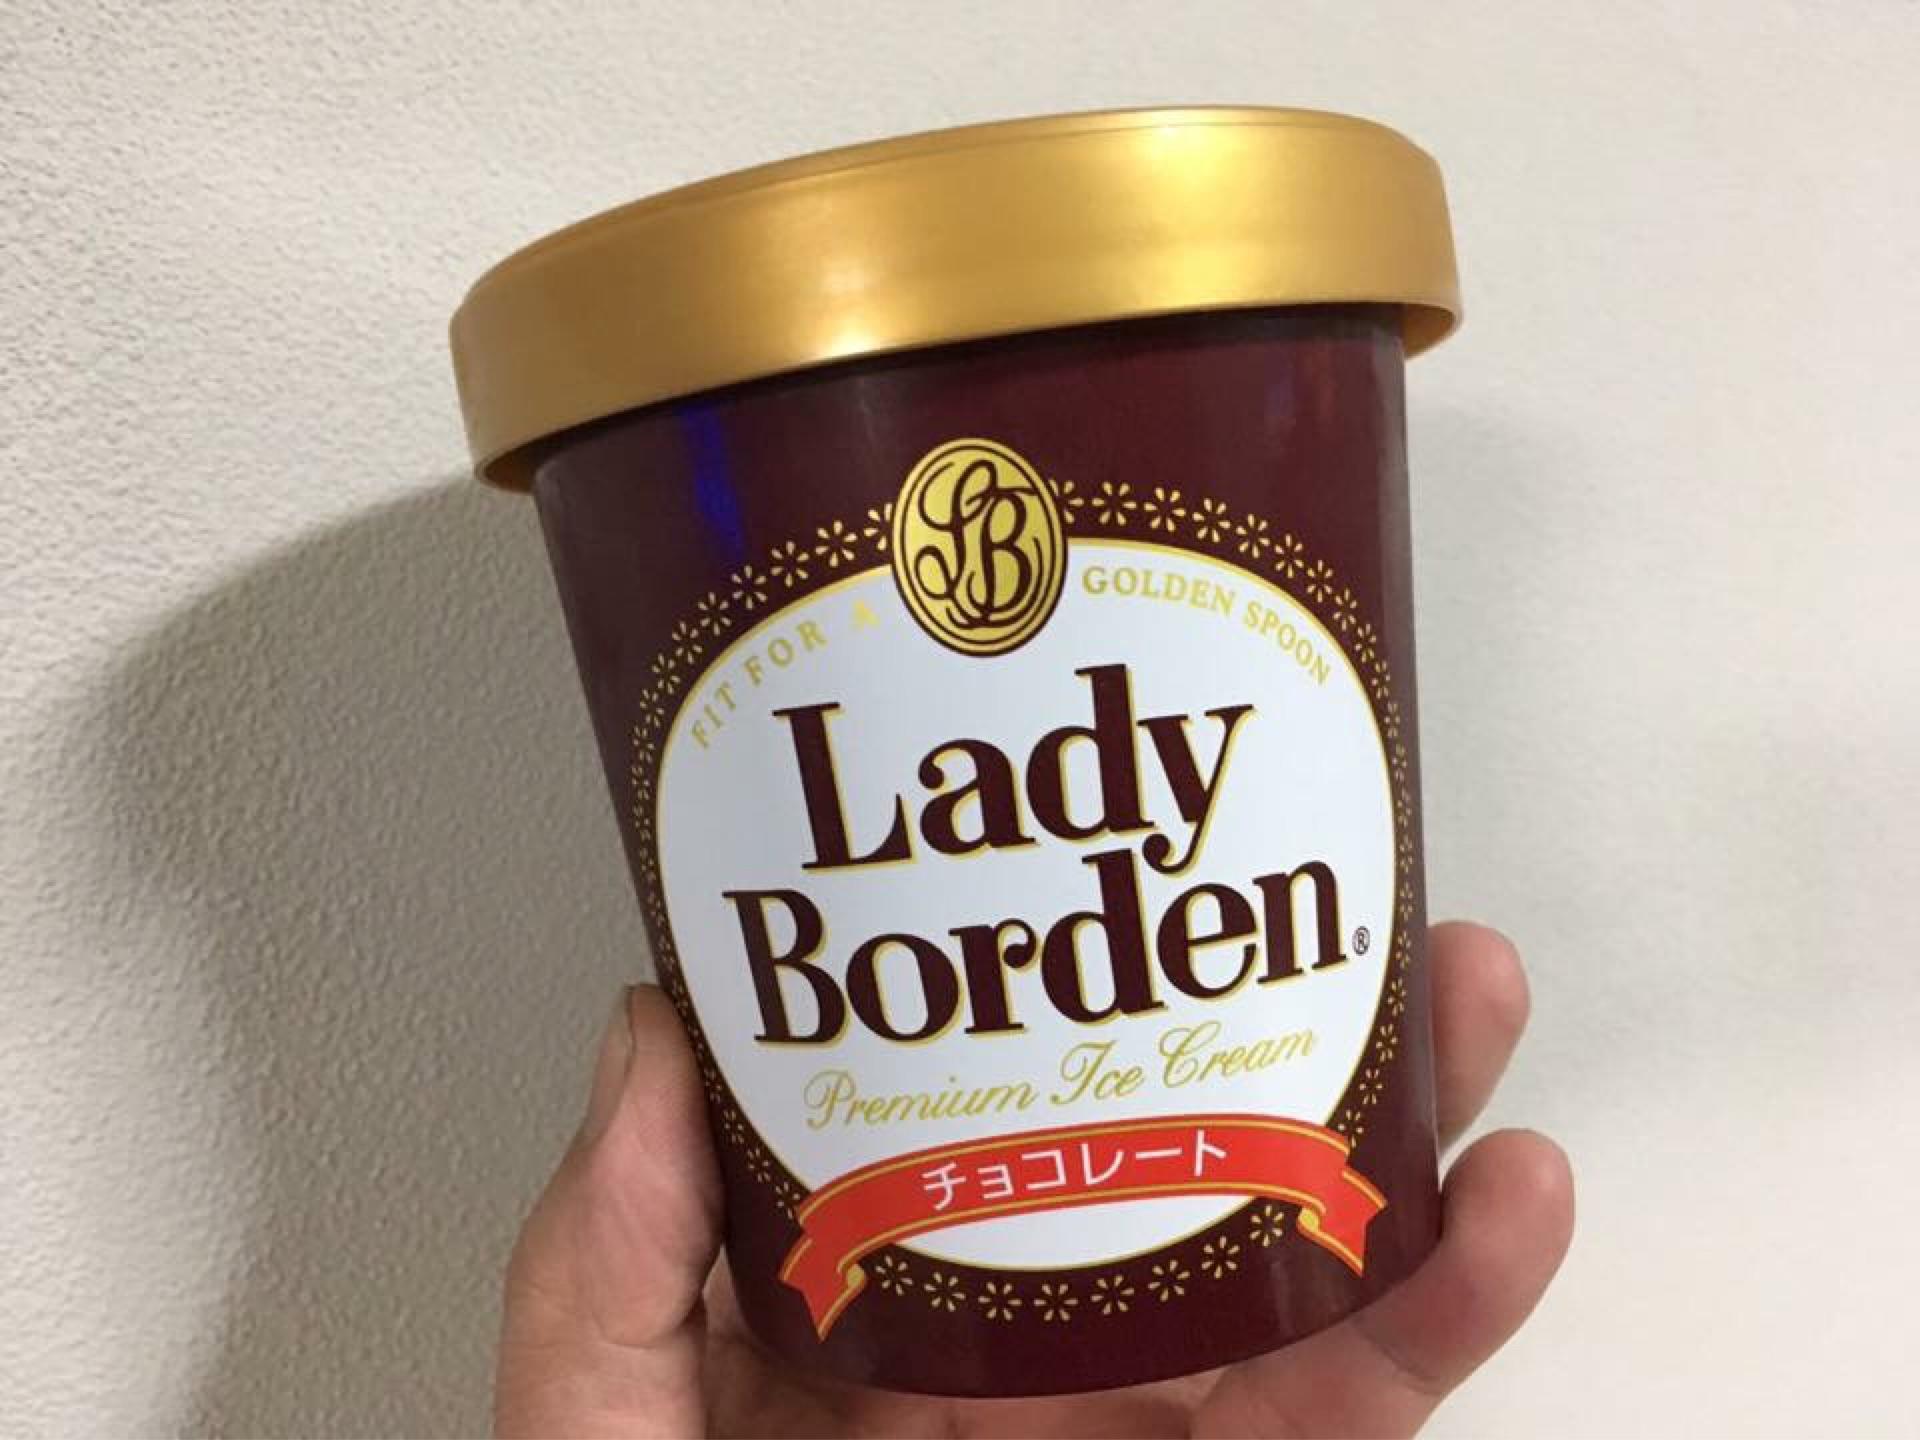 LB
FIT FOR A GOLDEN SPOON
Lady
Borden®
Premium Ice Cream
チョコレート